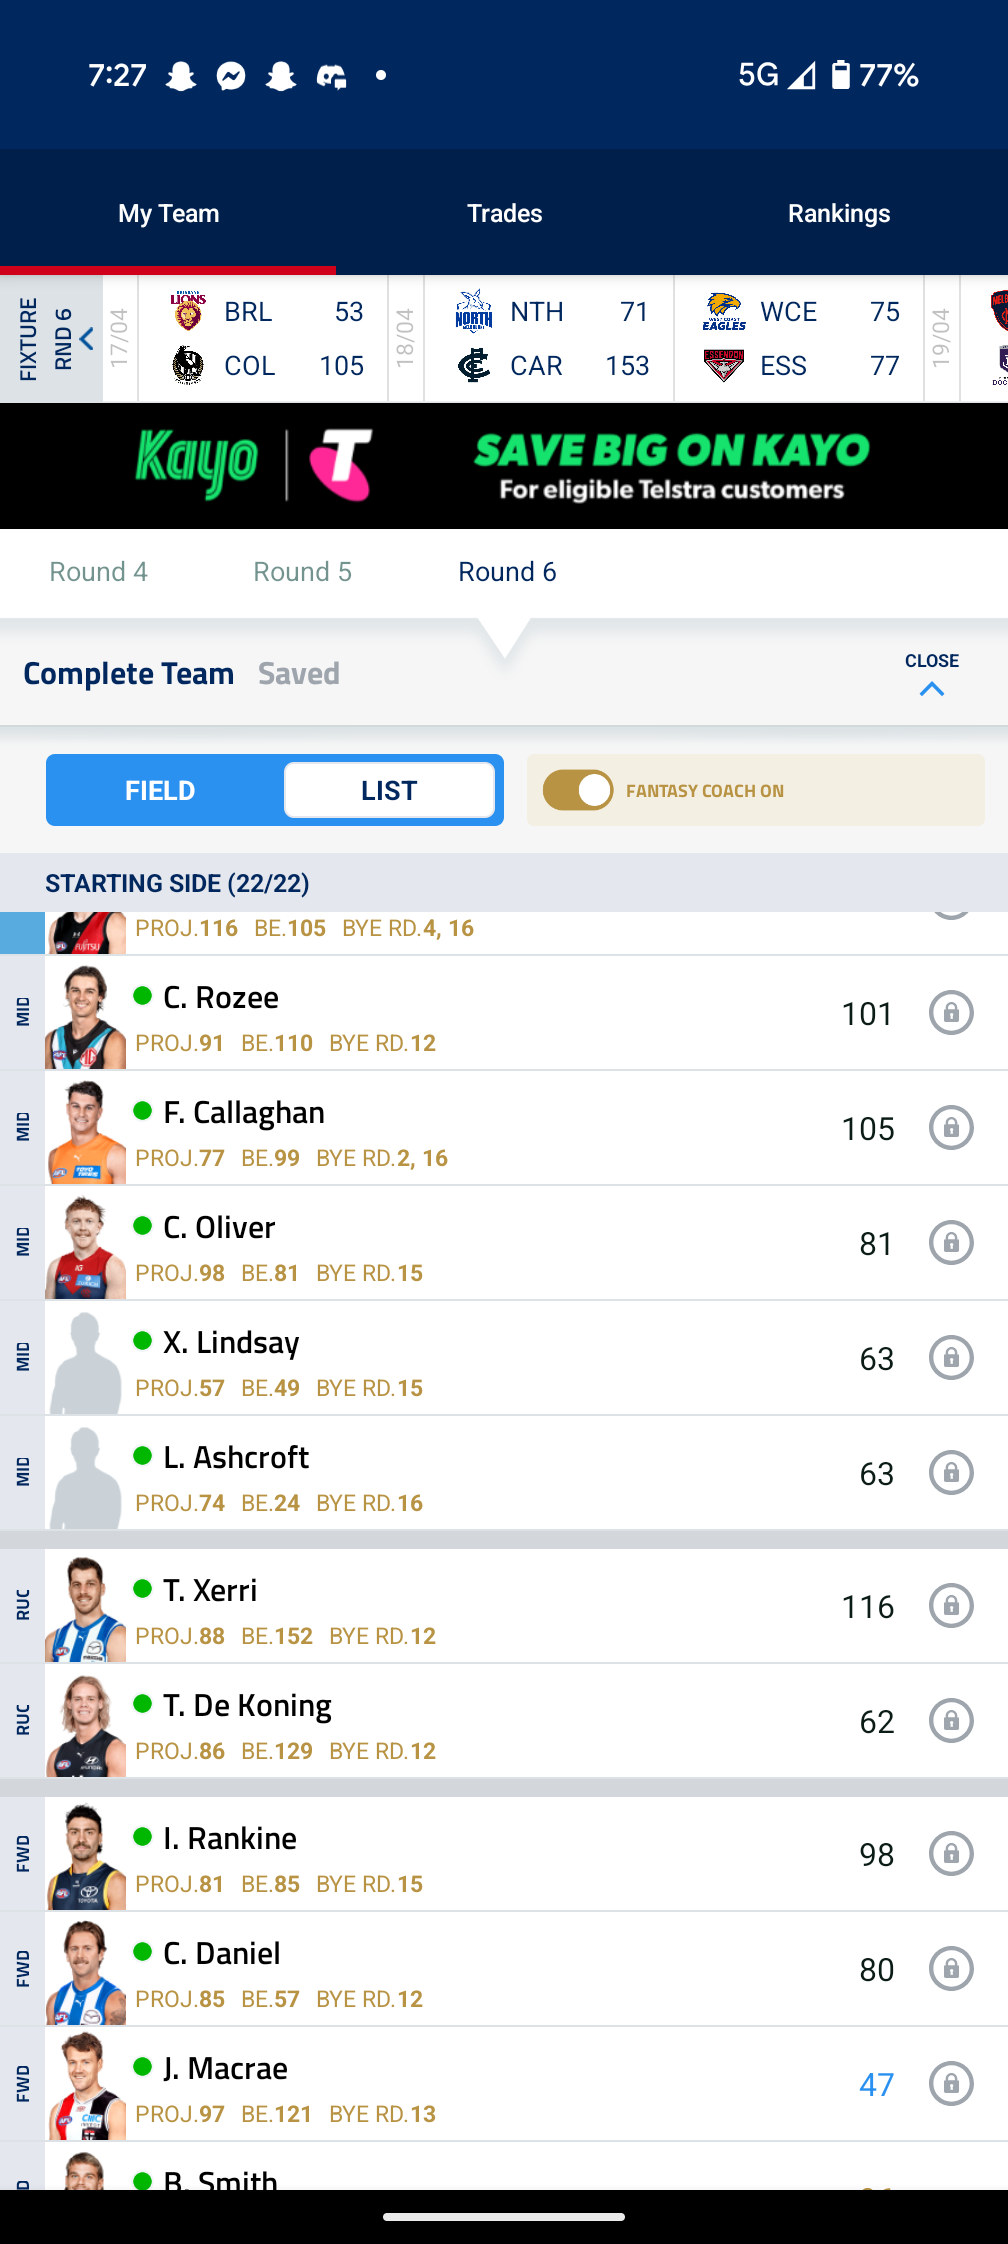 7:27
5G 77%
My Team Trades Rankings
FIXTURE
RND 6
17/04
LIONS BRL 53
COL 105
18/04
NORTH NTH 71
CAR 153
EAGLES WCE 75
ESSENDON ESS 77
19/04
Kayo T SAVE BIG ON KAYO
For eligible Telstra customers
Round 4 Round 5 Round 6
Complete Team Saved
CLOSE
FIELD LIST FANTASY COACH ON
STARTING SIDE (22/22)
PROJ.116 BE.105 BYE RD.4, 16
MID C. Rozee 101
PROJ.91 BE.110 BYE RD.12
MID F. Callaghan 105
PROJ.77 BE.99 BYE RD.2, 16
MID C. Oliver 81
PROJ.98 BE.81 BYE RD.15
MID X. Lindsay 63
PROJ.57 BE.49 BYE RD.15
MID L. Ashcroft 63
PROJ.74 BE.24 BYE RD.16
RUC T. Xerri 116
PROJ.88 BE.152 BYE RD.12
RUC T. De Koning 62
PROJ.86 BE.129 BYE RD.12
FWD I. Rankine 98
PROJ.81 BE.85 BYE RD.15
FWD C. Daniel 80
PROJ.85 BE.57 BYE RD.12
FWD J. Macrae 47
PROJ.97 BE.121 BYE RD.13
B. Smith